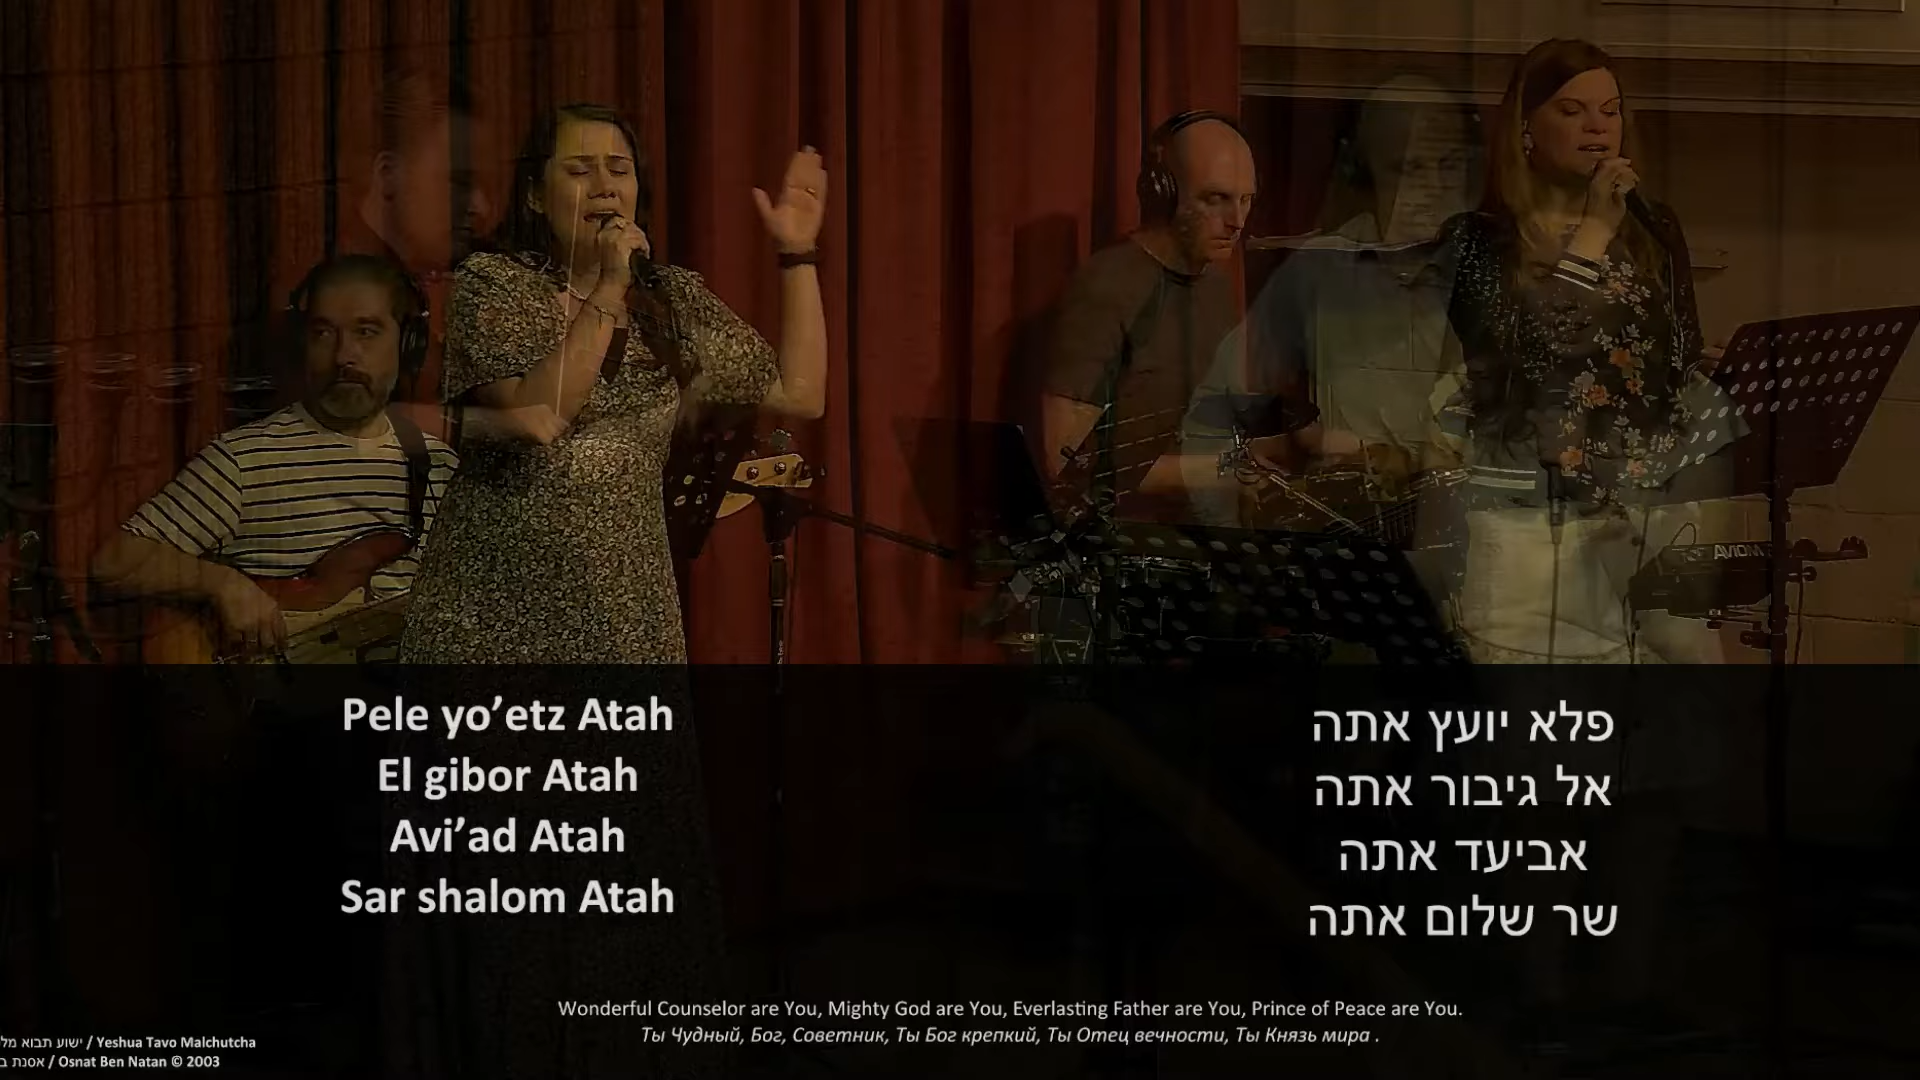 AVIOM
Pele yo’etz Atah
El gibor Atah
Avi’ad Atah
Sar shalom Atah
פלא יועץ אתה
אל גיבור אתה
אביעד אתה
שר שלום אתה
Wonderful Counselor are You, Mighty God are You, Everlasting Father are You, Prince of Peace are You.
Ты Чудный, Бог, Советник, Ты Бог крепкий, Ты Отец вечности, Ты Князь мира .
ישוע תבוא / Yeshua Tavo Malchutcha
אסנת / Osnat Ben Natan © 2003